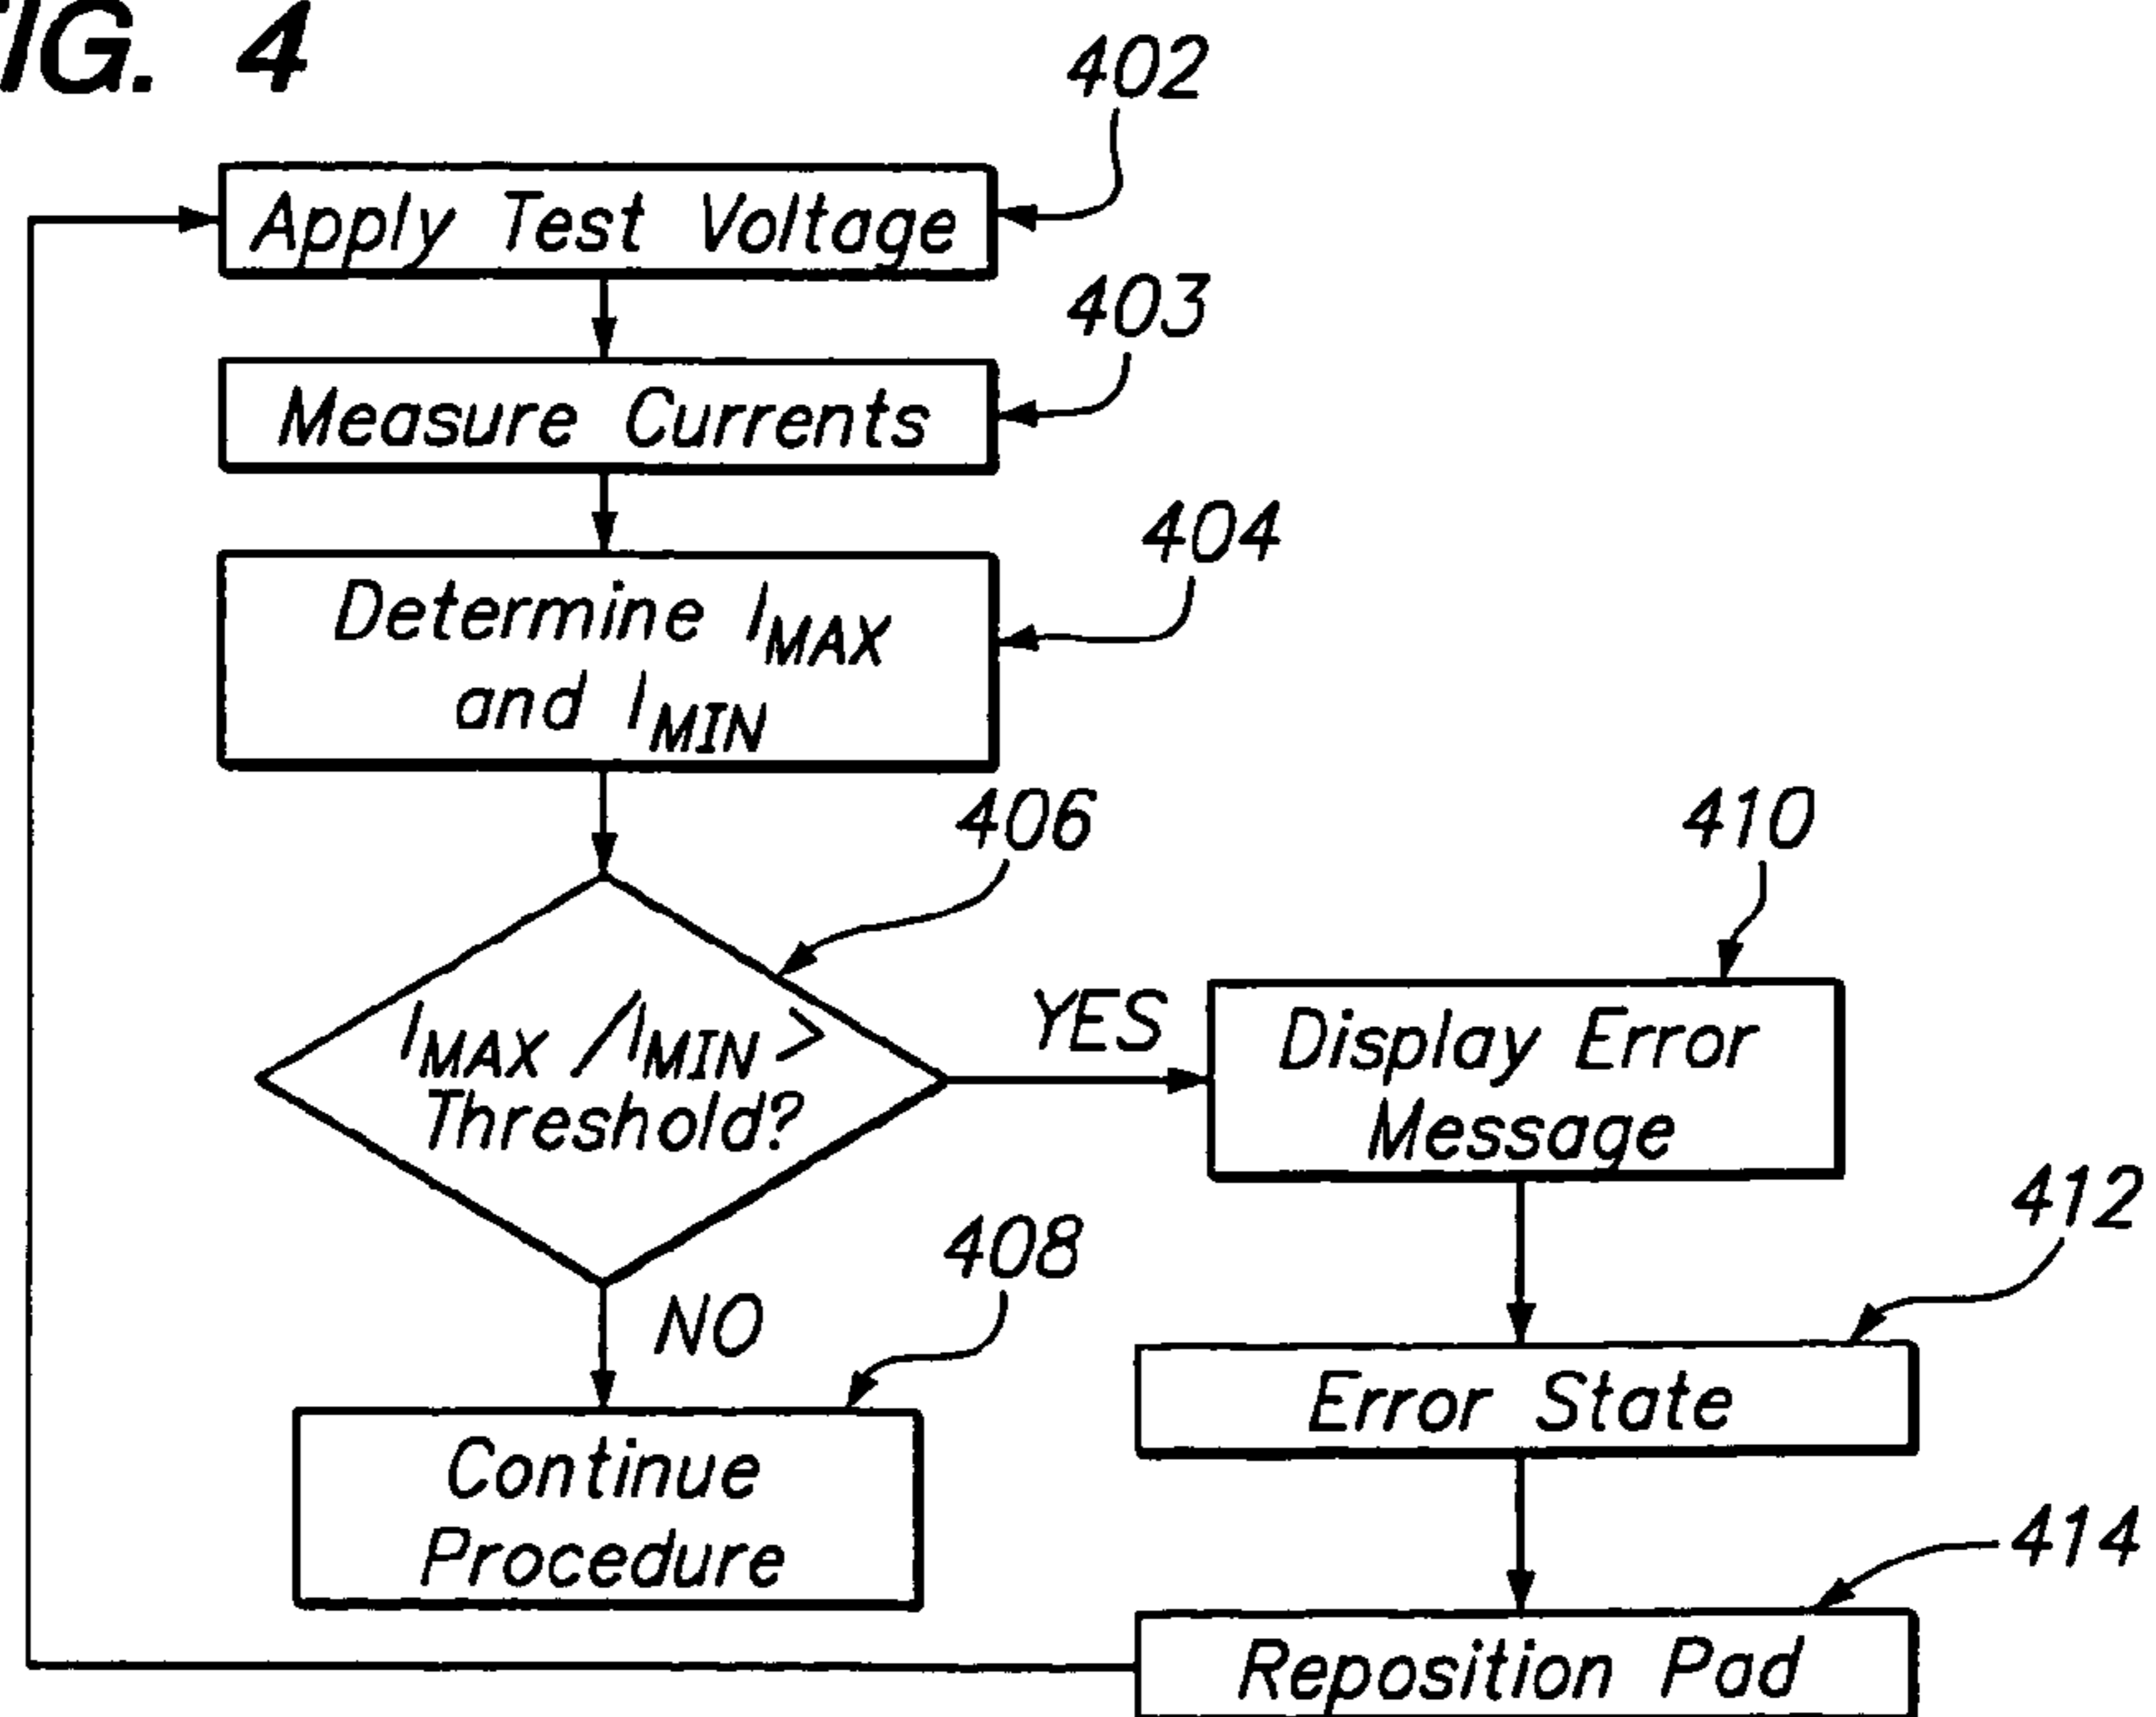 FIG. 4
402
Apply Test Voltage
403
Measure Currents
404
Determine IMAX
and IMIN
406
410
IMAX /IMIN >
Threshold?
YES
Display Error
Message
412
408
NO
Error State
Continue
Procedure
414
Reposition Pad